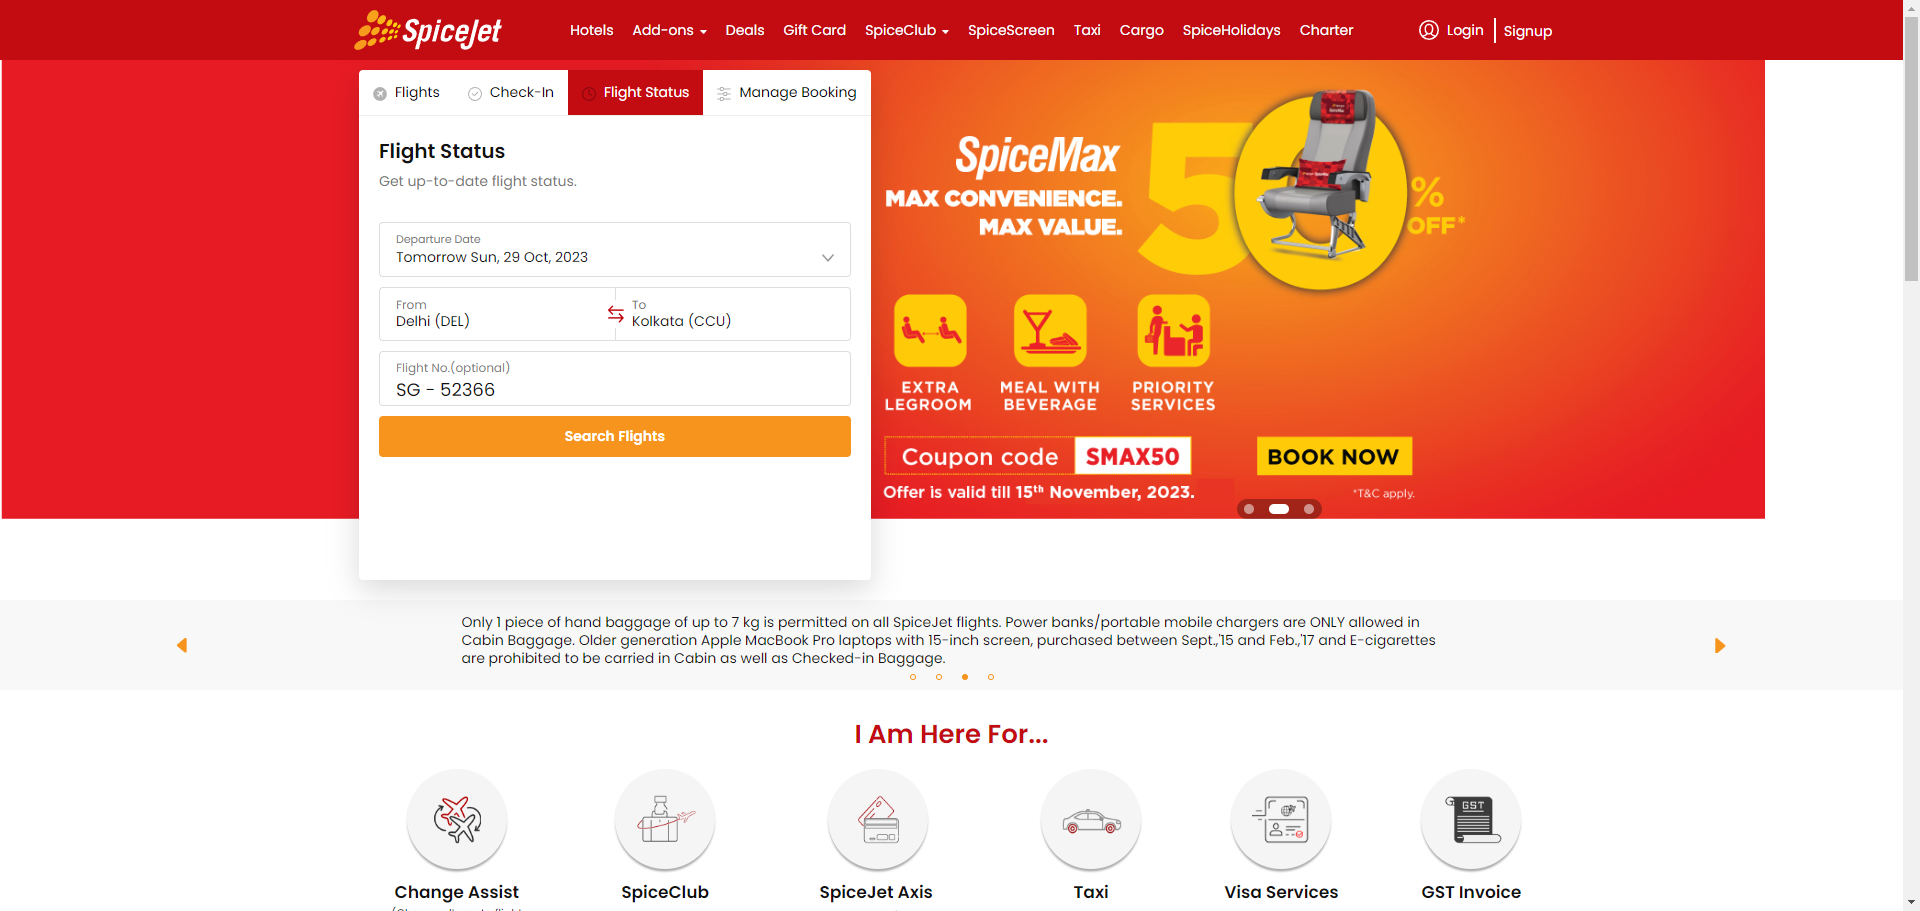 SpiceJet
Hotels Add-ons Deals Gift Card SpiceClub SpiceScreen Taxi Cargo SpiceHolidays Charter Login Signup
Flights Check-In Flight Status Manage Booking
Flight Status
Get up-to-date flight status.
Departure Date
Tomorrow Sun, 29 Oct, 2023
From
Delhi (DEL)
To
Kolkata (CCU)
Flight No.(optional)
SG - 52366
Search Flights
SpiceMax
MAX CONVENIENCE.
MAX VALUE.
50
%
OFF*
EXTRA
LEGROOM
MEAL WITH
BEVERAGE
PRIORITY
SERVICES
Coupon code SMAX50
BOOK NOW
Offer is valid till 15th November, 2023.
*T&C apply.
Only 1 piece of hand baggage of up to 7 kg is permitted on all SpiceJet flights. Power banks/portable mobile chargers are ONLY allowed in
Cabin Baggage. Older generation Apple MacBook Pro laptops with 15-inch screen, purchased between Sept.,'15 and Feb.,'17 and E-cigarettes
are prohibited to be carried in Cabin as well as Checked-in Baggage.
I Am Here For...
GST
Change Assist
SpiceClub
SpiceJet Axis
Taxi
Visa Services
GST Invoice